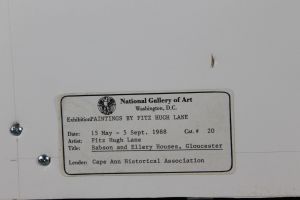 National Gallery of Art
Washington, D.C.
Exhibition: PAINTINGS BY FITZ HUGH LANE
Date: 15 May - 5 Sept. 1988 Cat.# 20
Artist: Fitz Hugh Lane
Title: Babson and Ellery Houses, Gloucester
Lender: Cape Ann Historical Association